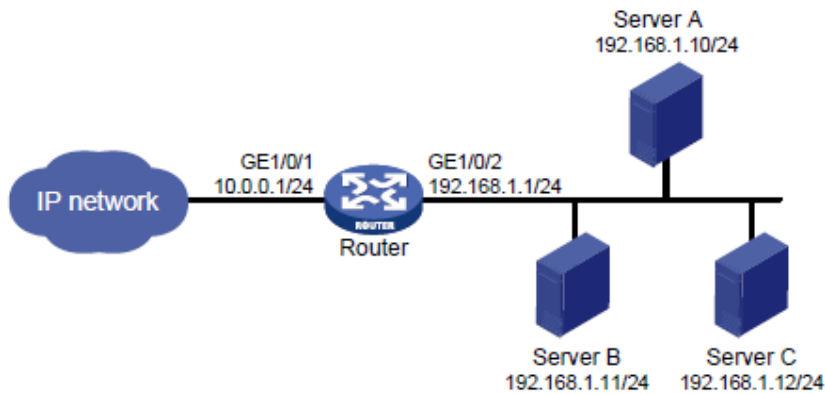 Server A
192.168.1.10/24
GE1/0/1
10.0.0.1/24
GE1/0/2
192.168.1.1/24
IP network
ROUTER
Router
Server B
192.168.1.11/24
Server C
192.168.1.12/24